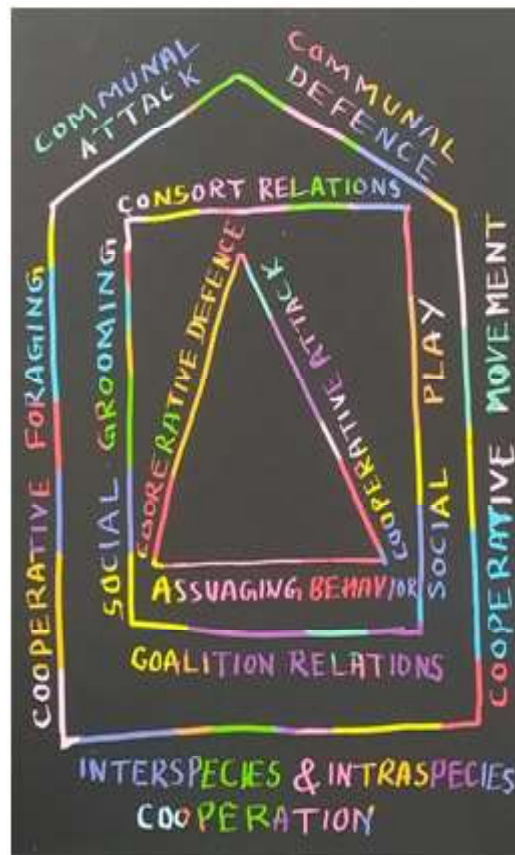 COMMUNAL
ATTACK
COMMUNAL
DEFENCE
CONSORT RELATIONS
COOPERATIVE FORAGING
SOCIAL GROOMING
COORERATIVE DEFENCE
COOPERATIVE ATTACK
SOCIAL PLAY
COOPERATIVE MOVEMENT
ASSUAGING BEHAVIOR
GOALITION RELATIONS
INTERSPECIES & INTRASPECIES
COOPERATION